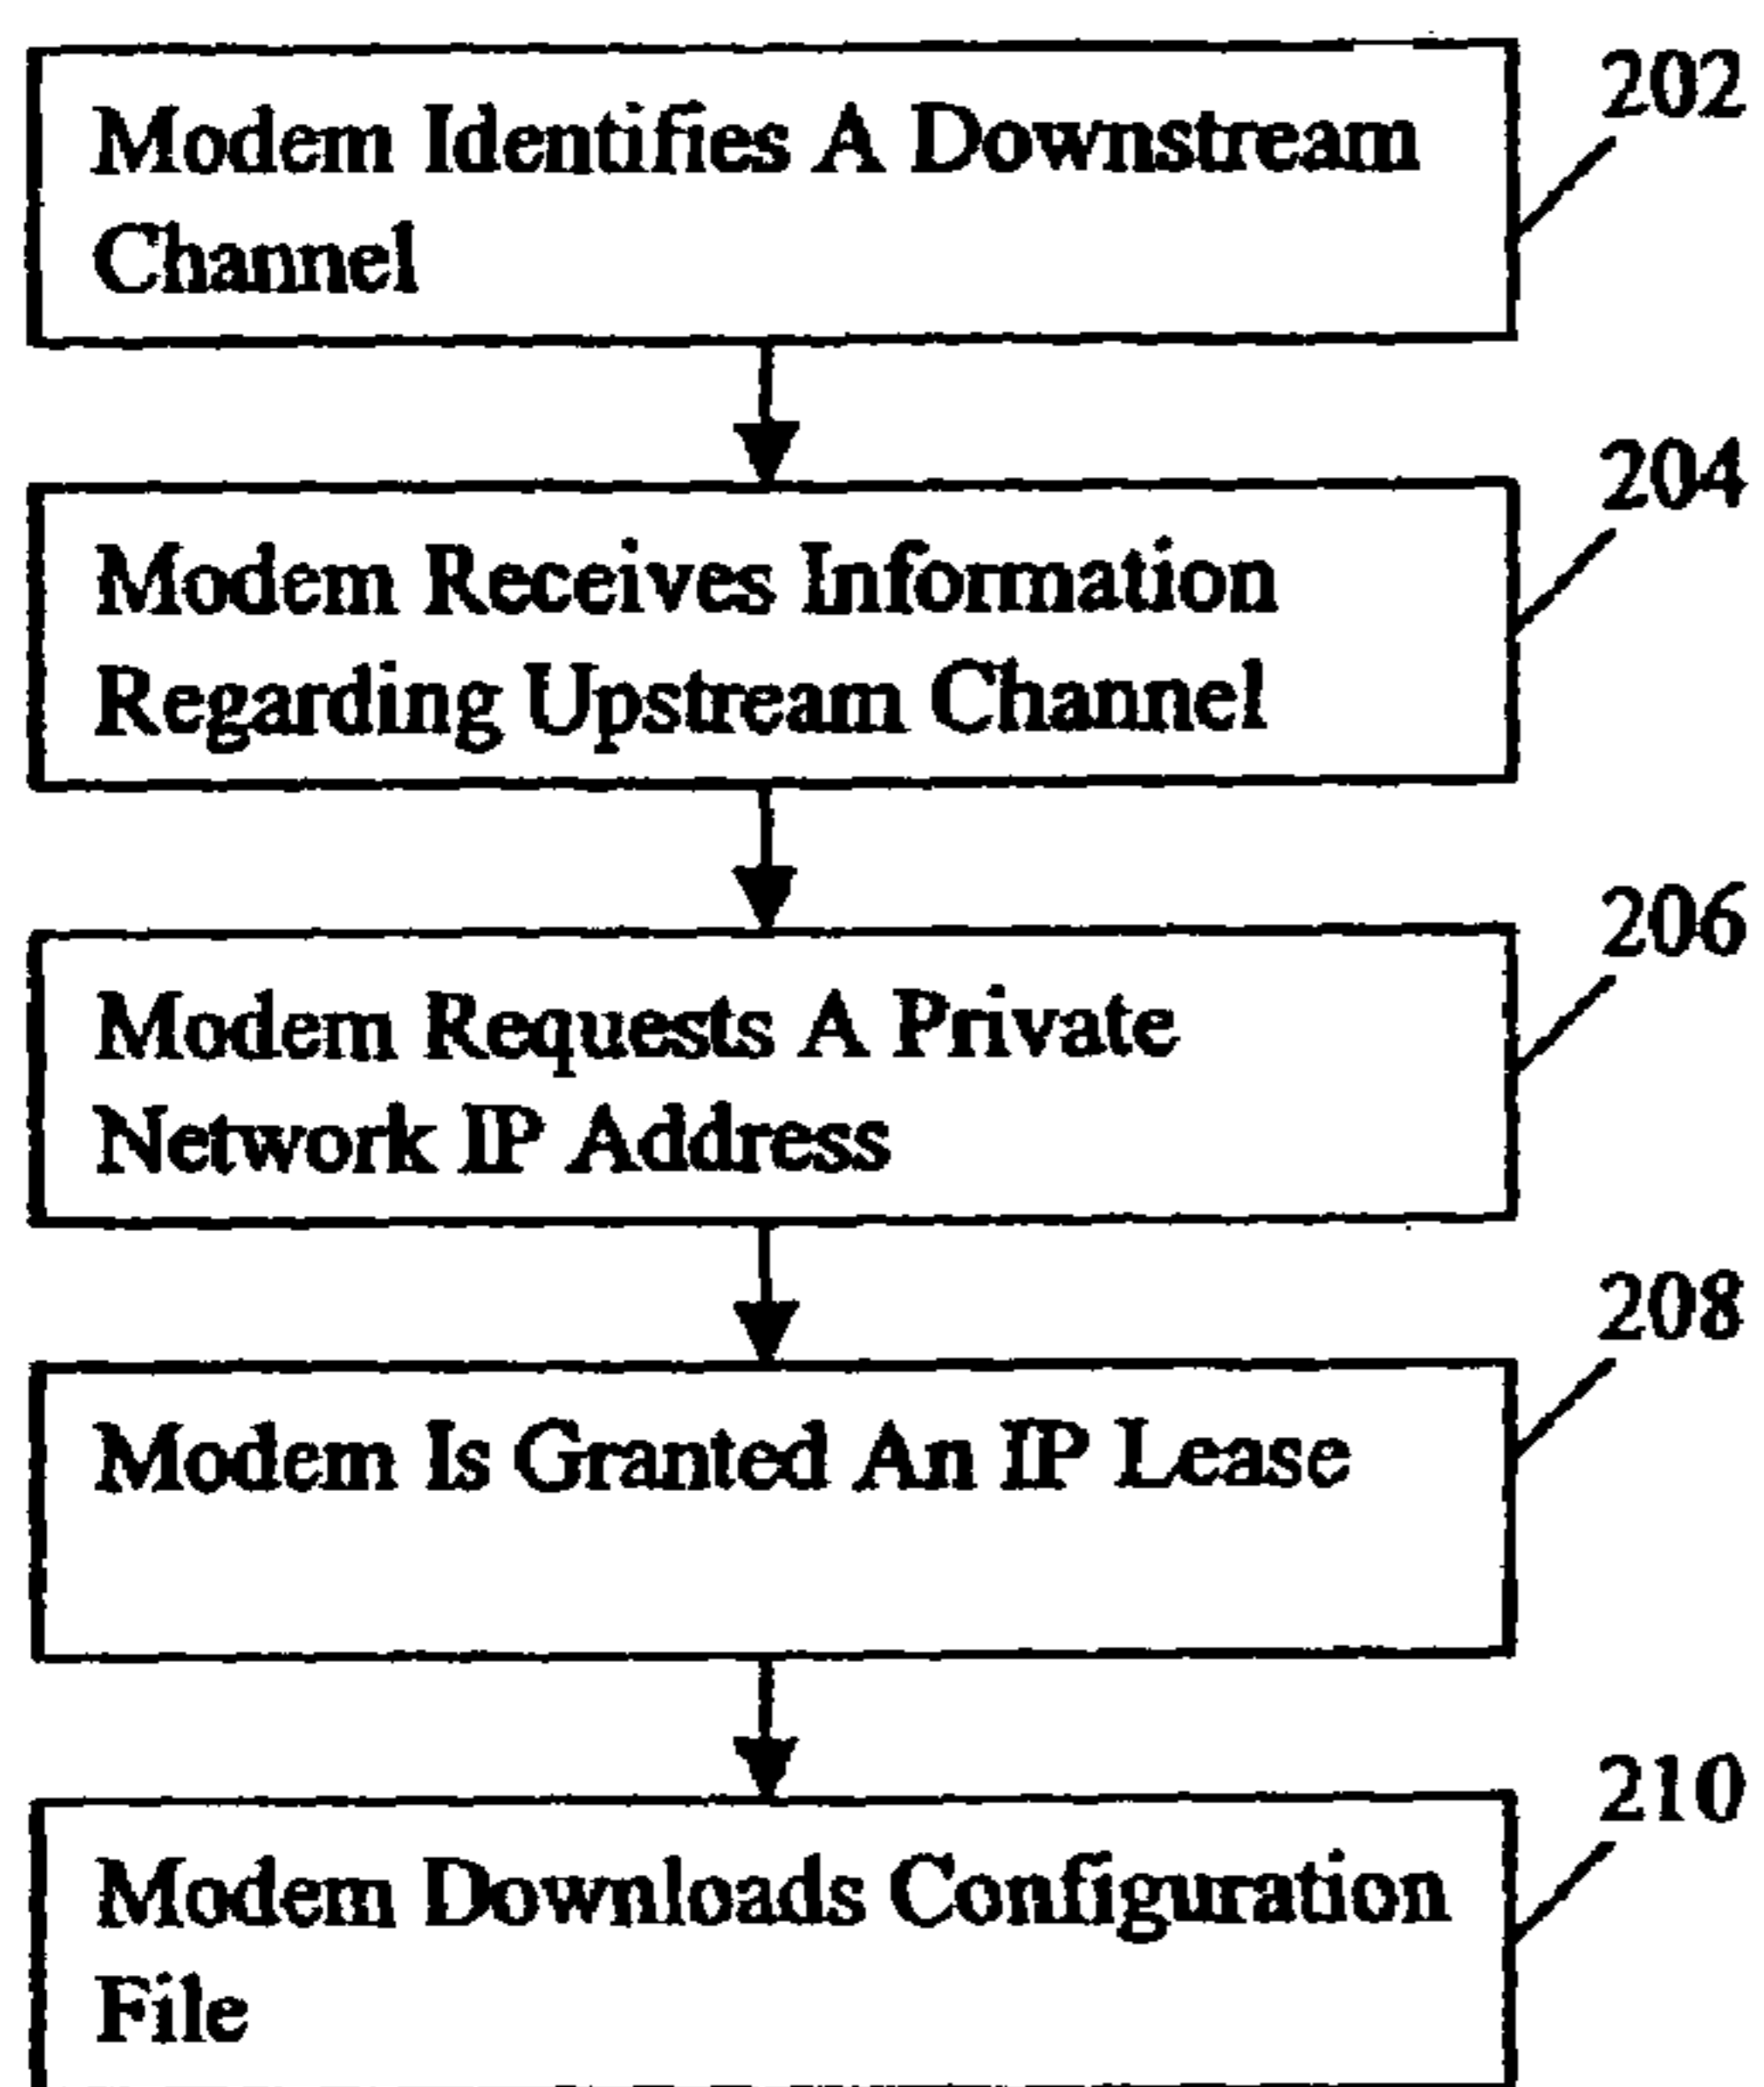 202
Modem Identifies A Downstream
Channel
204
Modem Receives Information
Regarding Upstream Channel
206
Modem Requests A Private
Network IP Address
208
Modem Is Granted An IP Lease
210
Modem Downloads Configuration
File